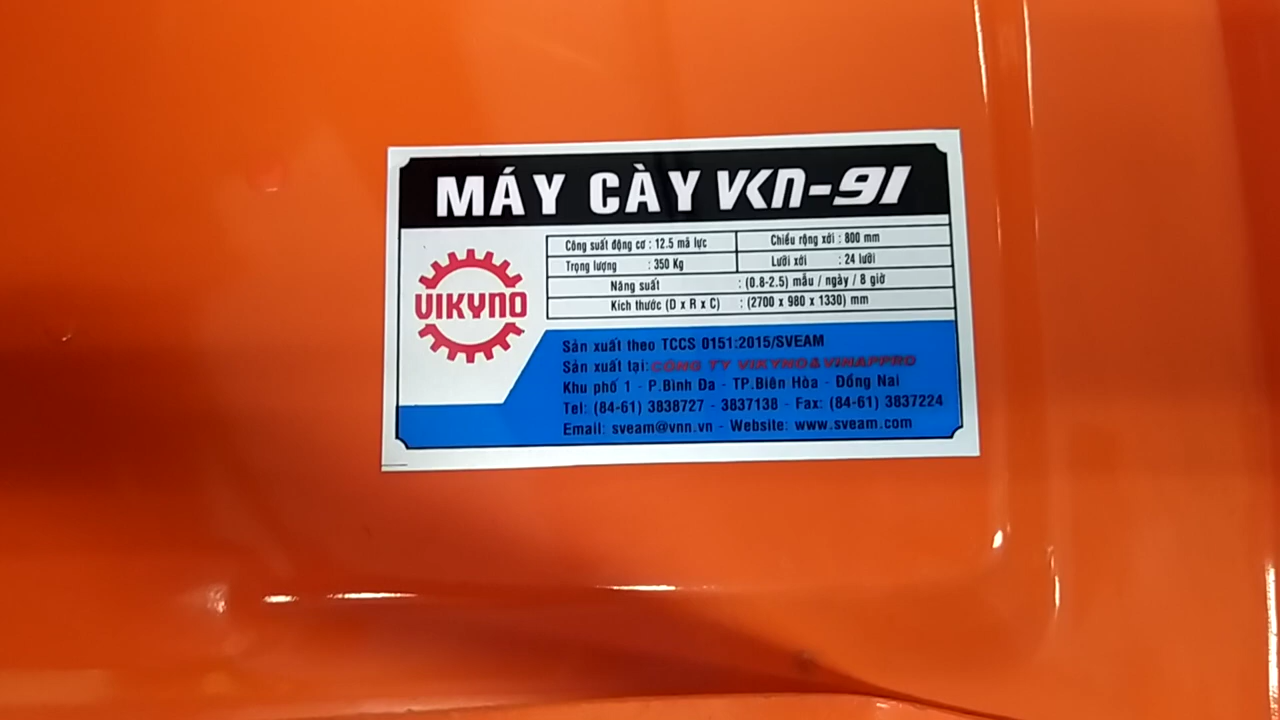 MÁY CÀY VKN-91
VIKYNO
Công suất động cơ : 12.5 mã lực
Chiều rộng xới : 800 mm
Trọng lượng : 350 Kg
Lưỡi xới : 24 lưỡi
Năng suất : (0.8-2.5) mẫu / ngày / 8 giờ
Kích thước (D x R x C) : (2700 x 980 x 1330) mm
Sản xuất theo TCCS 0151:2015/SVEAM
Sản xuất tại: CÔNG TY VIKYNO & VINAPPRO
Khu phố 1 - P.Bình Đa - TP.Biên Hòa - Đồng Nai
Tel: (84-61) 3838727 - 3837138 - Fax: (84-61) 3837224
Email: sveam@vnn.vn - Website: www.sveam.com